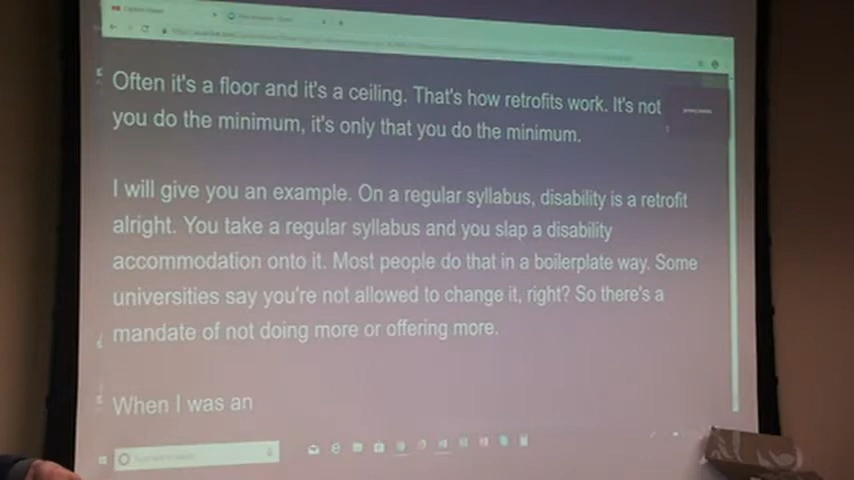 Often it's a floor and it's a ceiling. That's how retrofits work. It's not
you do the minimum, it's only that you do the minimum.
I will give you an example. On a regular syllabus, disability is a retrofit
alright. You take a regular syllabus and you slap a disability
accommodation onto it. Most people do that in a boilerplate way. Some
universities say you're not allowed to change it, right? So there's a
mandate of not doing more or offering more.
When I was an